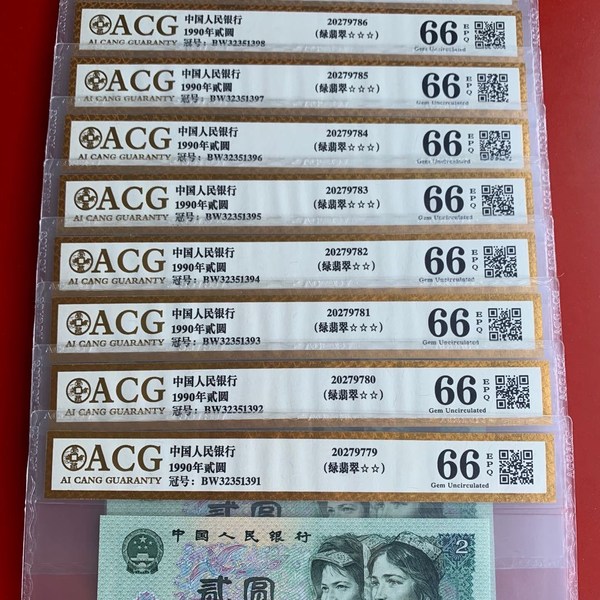 ACG
AI CANG GUARANTY
中国人民银行
1990年贰圆
冠号：BW32351398
20279786
(绿翡翠☆☆☆)
66 EPQ
Gem Uncirculated
ACG
AI CANG GUARANTY
中国人民银行
1990年贰圆
冠号：BW32351397
20279785
(绿翡翠☆☆☆)
66 EPQ
Gem Uncirculated
ACG
AI CANG GUARANTY
中国人民银行
1990年贰圆
冠号：BW32351396
20279784
(绿翡翠☆☆☆)
66 EPQ
Gem Uncirculated
ACG
AI CANG GUARANTY
中国人民银行
1990年贰圆
冠号：BW32351395
20279783
(绿翡翠☆☆☆)
66 EPQ
Gem Uncirculated
ACG
AI CANG GUARANTY
中国人民银行
1990年贰圆
冠号：BW32351394
20279782
(绿翡翠☆☆)
66 EPQ
Gem Uncirculated
ACG
AI CANG GUARANTY
中国人民银行
1990年贰圆
冠号：BW32351393
20279781
(绿翡翠☆☆)
66 EPQ
Gem Uncirculated
ACG
AI CANG GUARANTY
中国人民银行
1990年贰圆
冠号：BW32351392
20279780
(绿翡翠☆☆)
66 EPQ
Gem Uncirculated
ACG
AI CANG GUARANTY
中国人民银行
1990年贰圆
冠号：BW32351391
20279779
(绿翡翠☆☆)
66 EPQ
Gem Uncirculated
中国人民银行
2
贰圆